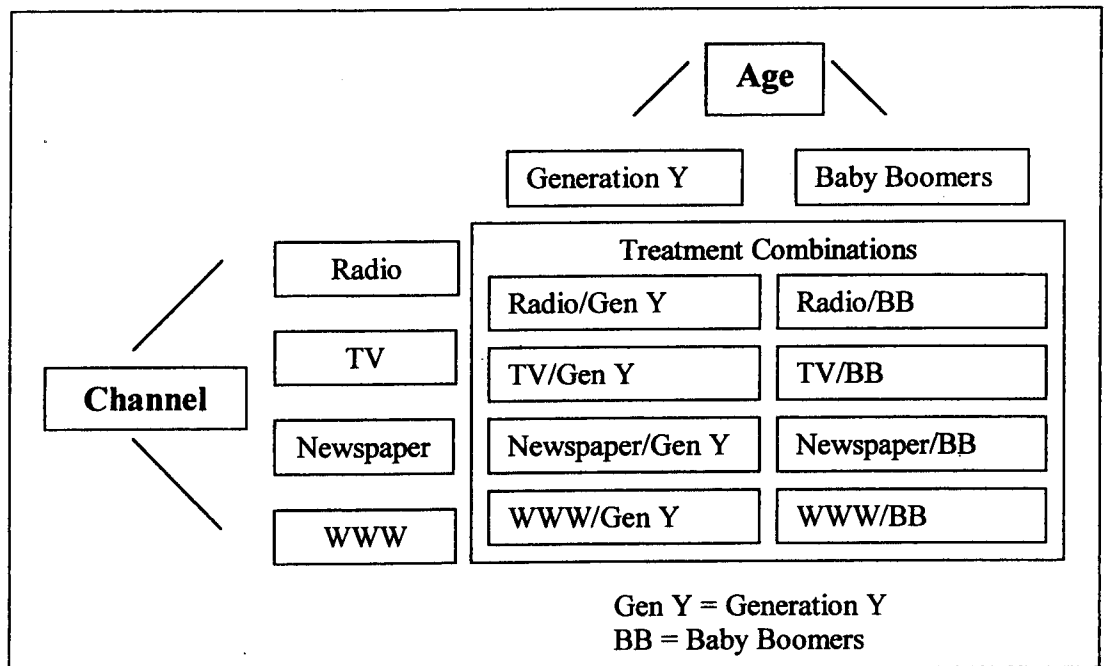 Age
Generation Y Baby Boomers
Treatment Combinations
Radio Radio/Gen Y Radio/BB
TV TV/Gen Y TV/BB
Channel
Newspaper Newspaper/Gen Y Newspaper/BB
WWW WWW/Gen Y WWW/BB
Gen Y = Generation Y
BB = Baby Boomers